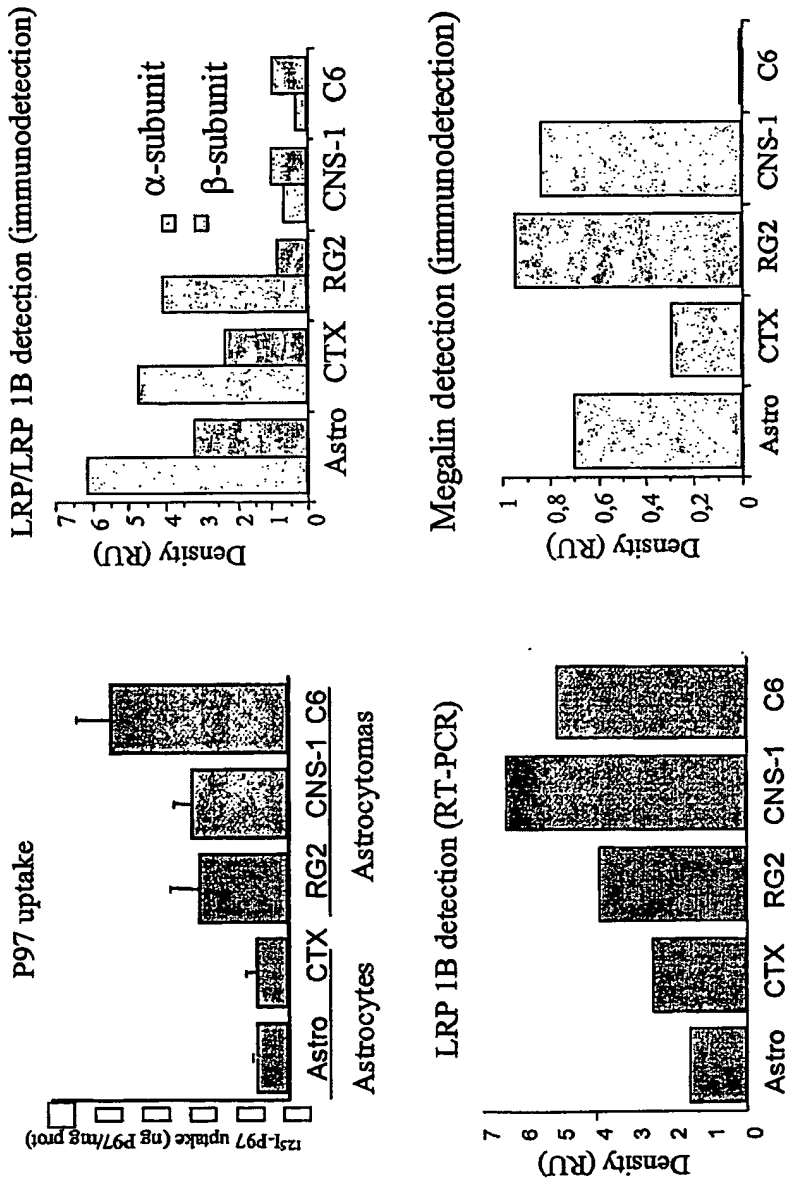 P97 uptake
¹²⁵I-P97 uptake (ng P97/mg prot)
Astro CTX RG2 CNS-1 C6
Astrocytes Astrocytomas
LRP/LRP 1B detection (immunodetection)
Density (RU)
7
6
5
4
3
2
1
0
α-subunit
β-subunit
Astro CTX RG2 CNS-1 C6
LRP 1B detection (RT-PCR)
Density (RU)
7
5
4
2
1
0
Astro CTX RG2 CNS-1 C6
Megalin detection (immunodetection)
Density (RU)
1
0,8
0,6
0,4
0,2
0
Astro CTX RG2 CNS-1 C6